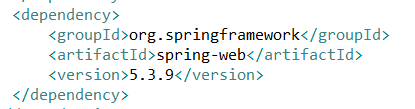 <dependency>
<groupId>org.springframework</groupId>
<artifactId>spring-web</artifactId>
<version>5.3.9</version>
</dependency>